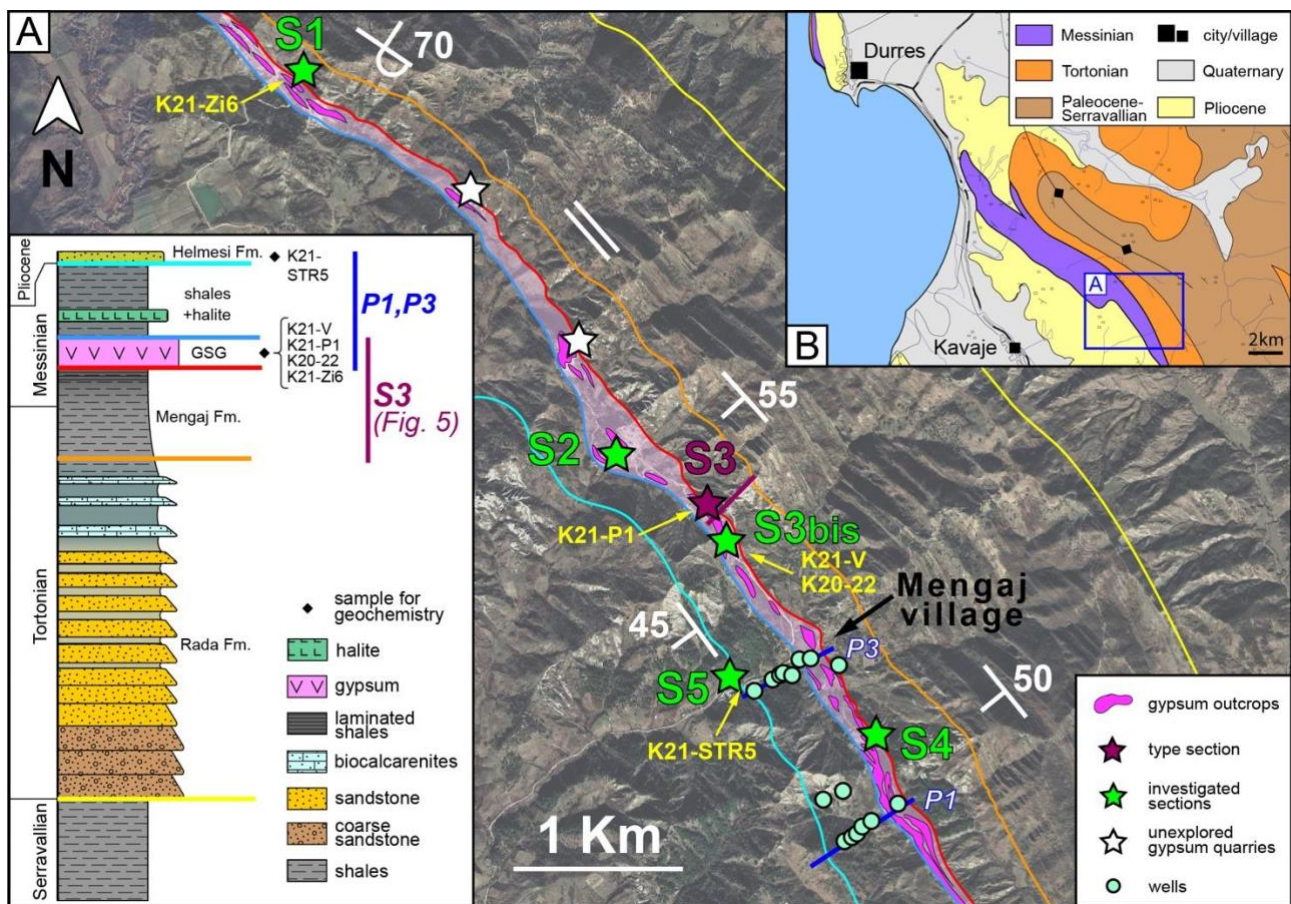 A
S1
70
K21-Zi6
N
S2
S3
55
K21-P1
S3bis
K21-V
K20-22
Mengaj
village
45
P3
S5
50
K21-STR5
S4
P1
1 Km
Pliocene
Messinian
Tortonian
Serravallian
Helmesi Fm.
K21-
STR5
shales
+halite
P1,P3
GSG
K21-V
K21-P1
K20-22
K21-Zi6
S3
(Fig. 5)
Mengaj Fm.
Rada Fm.
sample for
geochemistry
halite
gypsum
laminated
shales
biocalcarenites
sandstone
coarse
sandstone
shales
Durres
Messinian
city/village
Tortonian
Quaternary
Paleocene-
Serravallian
Pliocene
A
B
Kavaje
2km
gypsum outcrops
type section
investigated
sections
unexplored
gypsum quarries
wells